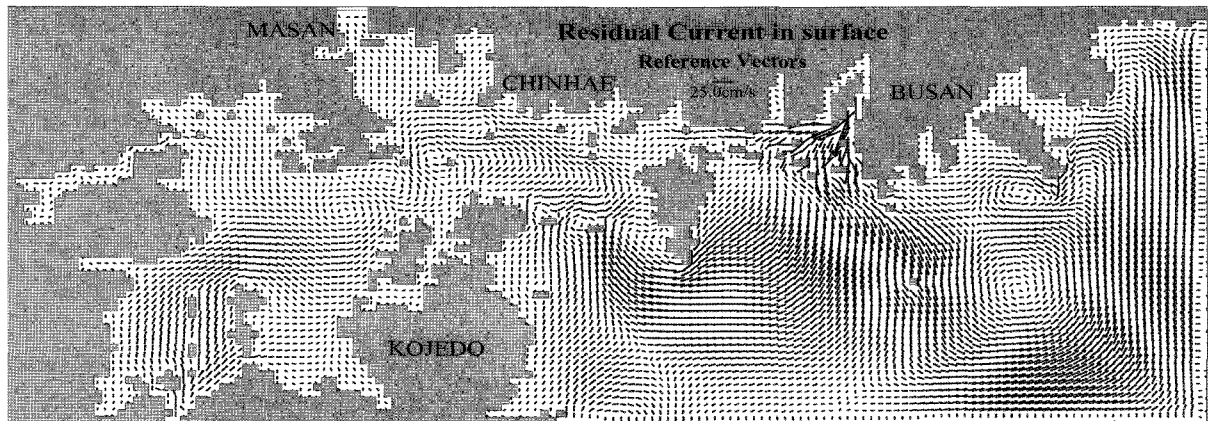 MASAN
Residual Current in surface
Reference Vectors
CHINHAE
25.0cm/s
BUSAN
KOJEDO